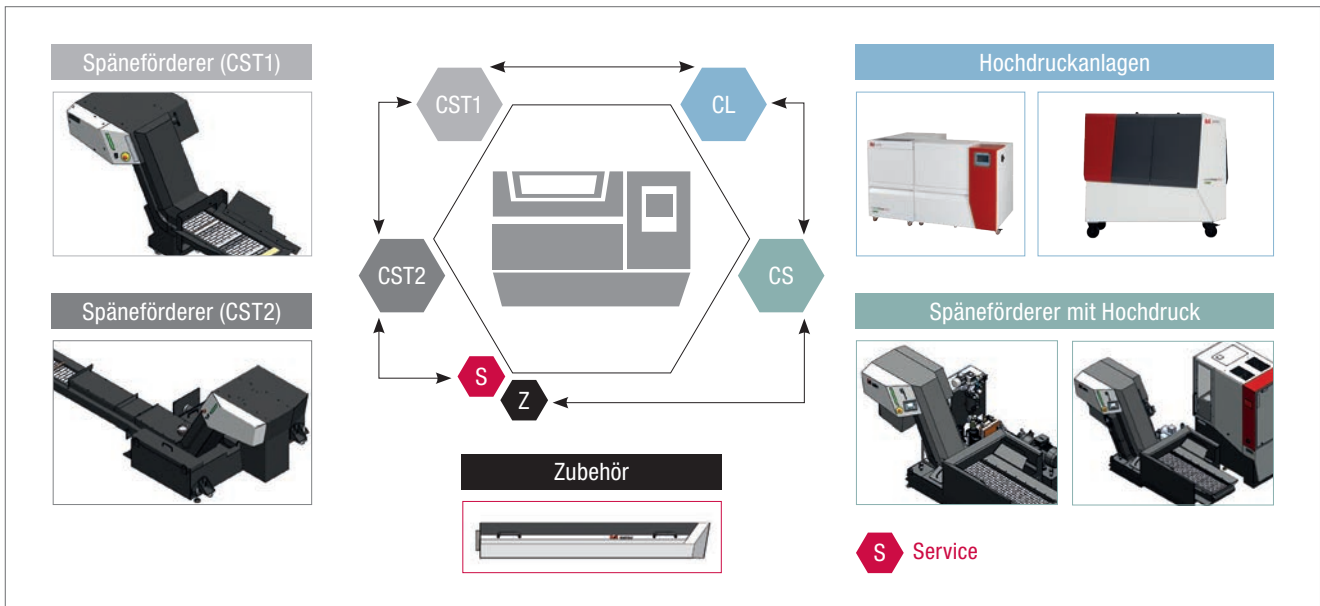 Späneförderer (CST1)
Hochdruckanlagen
CST1
CL
CST2
CS
Späneförderer (CST2)
Späneförderer mit Hochdruck
S
Z
Zubehör
S Service